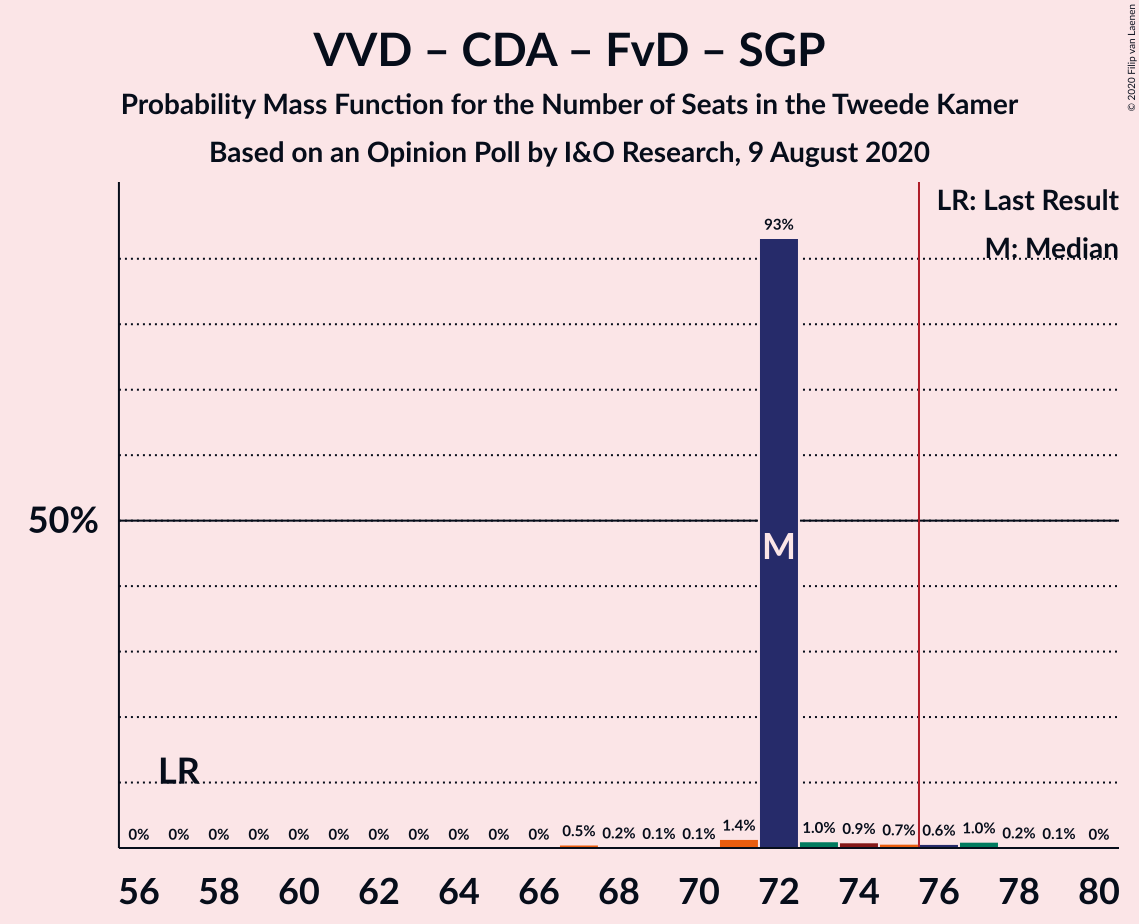 VVD – CDA – FvD – SGP
Probability Mass Function for the Number of Seats in the Tweede Kamer
Based on an Opinion Poll by I&O Research, 9 August 2020
© 2020 Filip van Laenen
LR: Last Result
M: Median
93%
50%
M
LR
0% 0% 0% 0% 0% 0% 0% 0% 0% 0% 0% 0.5% 0.2% 0.1% 0.1% 1.4% 1.0% 0.9% 0.7% 0.6% 1.0% 0.2% 0.1% 0%
56 58 60 62 64 66 68 70 72 74 76 78 80